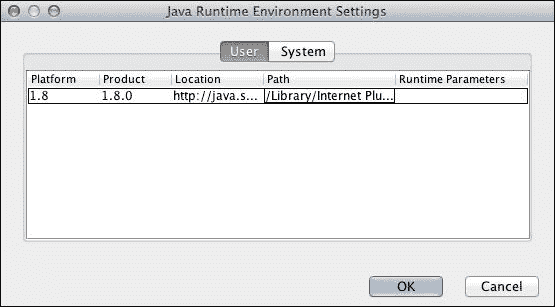 Java Runtime Environment Settings
User System
Platform Product Location Path Runtime Parameters
1.8 1.8.0 http://java.s... /Library/Internet Plu...
OK Cancel